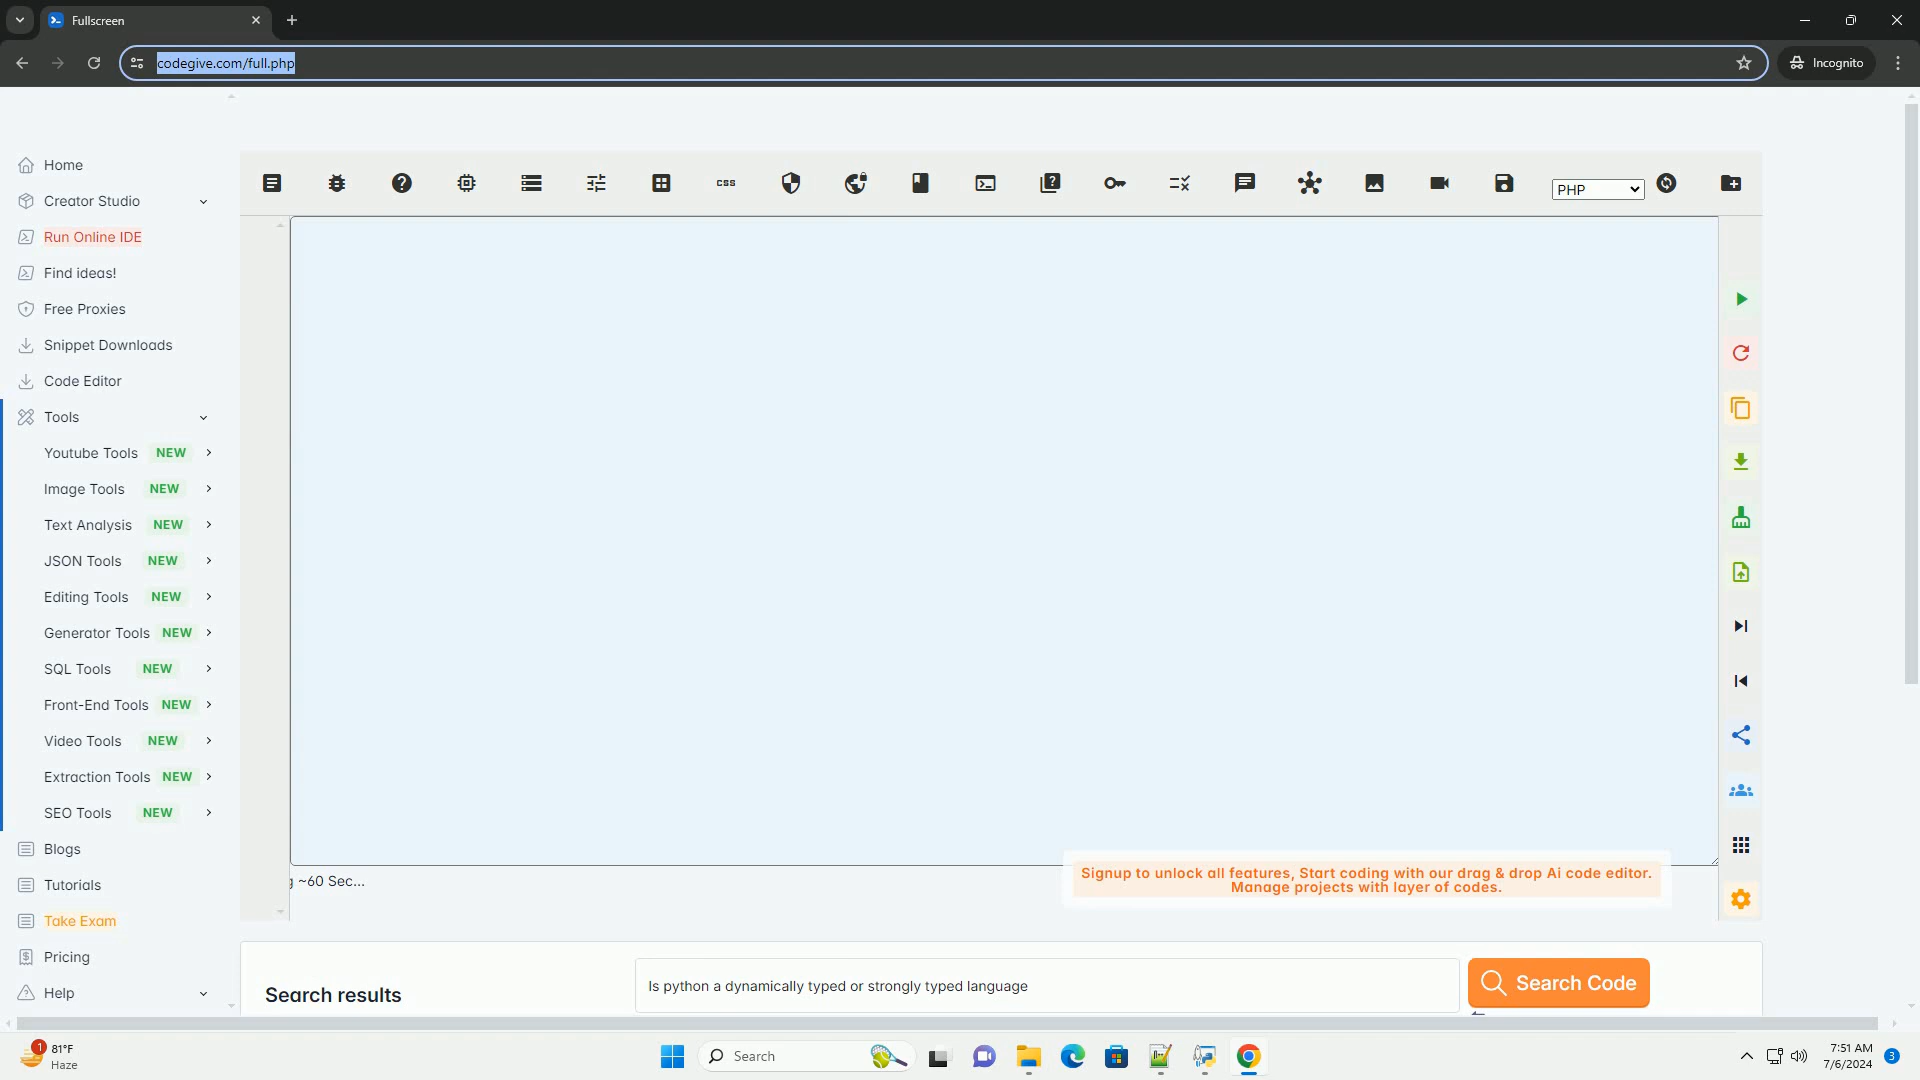 Fullscreen
codegive.com/full.php
Incognito
Home
Creator Studio
Run Online IDE
Find ideas!
Free Proxies
Snippet Downloads
Code Editor
Tools
Youtube Tools NEW
Image Tools NEW
Text Analysis NEW
JSON Tools NEW
Editing Tools NEW
Generator Tools NEW
SQL Tools NEW
Front-End Tools NEW
Video Tools NEW
Extraction Tools NEW
SEO Tools NEW
Blogs
Tutorials
Take Exam
Pricing
Help
css
PHP
~60 Sec...
Signup to unlock all features, Start coding with our drag & drop Ai code editor.
Manage projects with layer of codes.
Search results
Is python a dynamically typed or strongly typed language
Search Code
1
81°F
Haze
Search
7:51 AM
7/6/2024
3